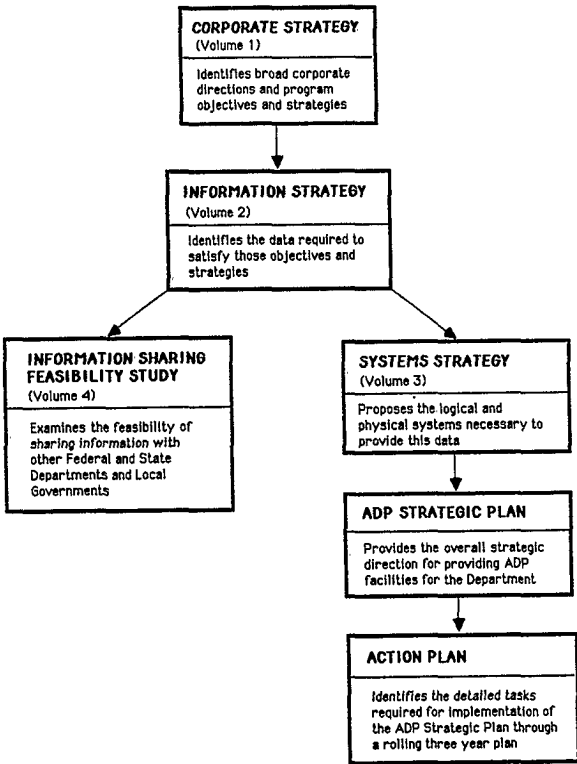 CORPORATE STRATEGY
(Volume 1)
Identifies broad corporate
directions and program
objectives and strategies
INFORMATION STRATEGY
(Volume 2)
Identifies the data required to
satisfy those objectives and
strategies
INFORMATION SHARING
FEASIBILITY STUDY
(Volume 4)
Examines the feasibility of
sharing information with
other Federal and State
Departments and Local
Governments
SYSTEMS STRATEGY
(Volume 3)
Proposes the logical and
physical systems necessary to
provide this data
ADP STRATEGIC PLAN
Provides the overall strategic
direction for providing ADP
facilities for the Department
ACTION PLAN
Identifies the detailed tasks
required for implementation of
the ADP Strategic Plan through
a rolling three year plan